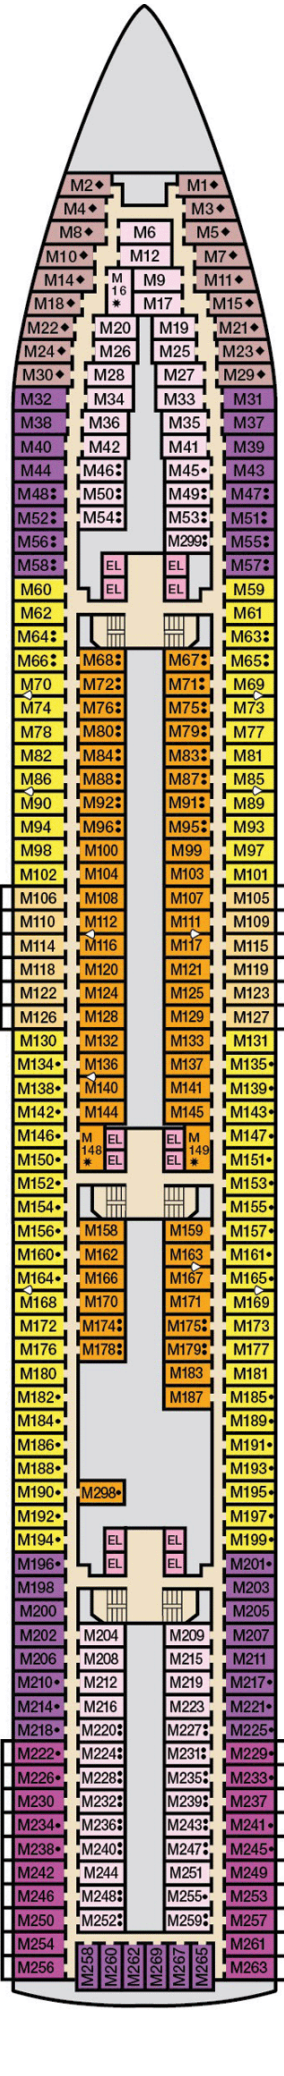 M2♦ M1♦
M4♦ M3♦
M8♦ M6 M5♦
M10♦ M12 M7♦
M14♦ M 16 * M9 M11♦
M18♦ M17 M15♦
M22♦ M20 M19 M21♦
M24♦ M26 M25 M23♦
M30♦ M28 M27 M29♦
M32 M34 M33 M31
M38 M36 M35 M37
M40 M42 M41 M39
M44 M46: M45• M43
M48: M50: M49: M47:
M52: M54: M53: M51:
M56: M299: M55:
M58: EL EL M57:
M60 EL EL M59
M62 M61
M64: M63:
M66: M68: M67: M65:
M70 M72: M71: M69
M74 M76: M75: M73
M78 M80: M79: M77
M82 M84: M83: M81
M86 M88: M87: M85
M90 M92: M91: M89
M94 M96: M95: M93
M98 M100 M99 M97
M102 M104 M103 M101
M106 M108 M107 M105
M110 M112 M111 M109
M114 M116 M117 M115
M118 M120 M121 M119
M122 M124 M125 M123
M126 M128 M129 M127
M130 M132 M133 M131
M134• M136 M137 M135•
M138• M140 M141 M139•
M142• M144 M145 M143•
M146• M 148 * EL EL M 149 * M147•
M150• EL EL M151•
M152• M153•
M154• M155•
M156• M158 M159 M157•
M160• M162 M163 M161•
M164• M166 M167 M165•
M168 M170 M171 M169
M172 M174: M175: M173
M176 M178: M179: M177
M180 M183 M181
M182• M187 M185•
M184• M189•
M186• M191•
M188• M193•
M190• M298• M195•
M192• M197•
M194• EL EL M199•
M196• EL EL M201•
M198 M203
M200 M205
M202 M204 M209 M207
M206 M208 M215 M211
M210• M212 M219 M217•
M214• M216 M223 M221•
M218• M220: M227: M225•
M222• M224: M231: M229•
M226• M228: M235: M233•
M230 M232: M239: M237
M234• M236: M243: M241•
M238• M240: M247: M245•
M242 M244 M251 M249
M246 M248: M255• M253
M250 M252: M259: M257
M254 M261
M256 M258 M260 M262 M269 M267 M265 M263